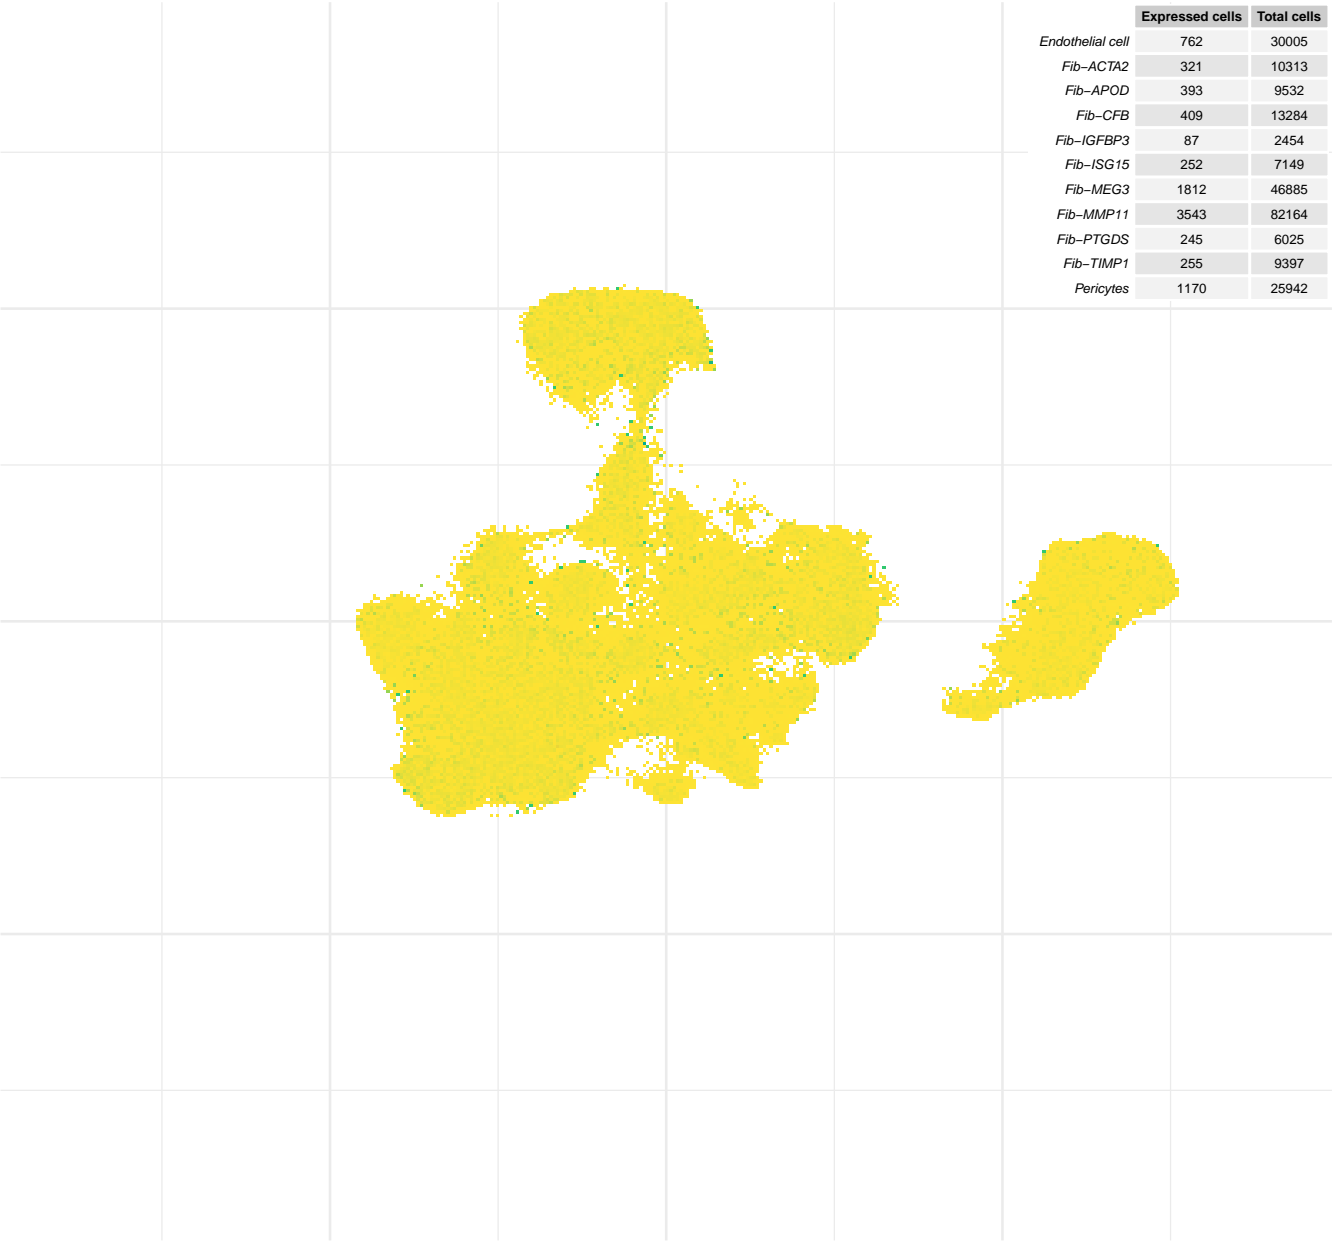 Expressed cells Total cells
Endothelial cell 762 30005
Fib−ACTA2 321 10313
Fib−APOD 393 9532
Fib−CFB 409 13284
Fib−IGFBP3 87 2454
Fib−ISG15 252 7149
Fib−MEG3 1812 46885
Fib−MMP11 3543 82164
Fib−PTGDS 245 6025
Fib−TIMP1 255 9397
Pericytes 1170 25942